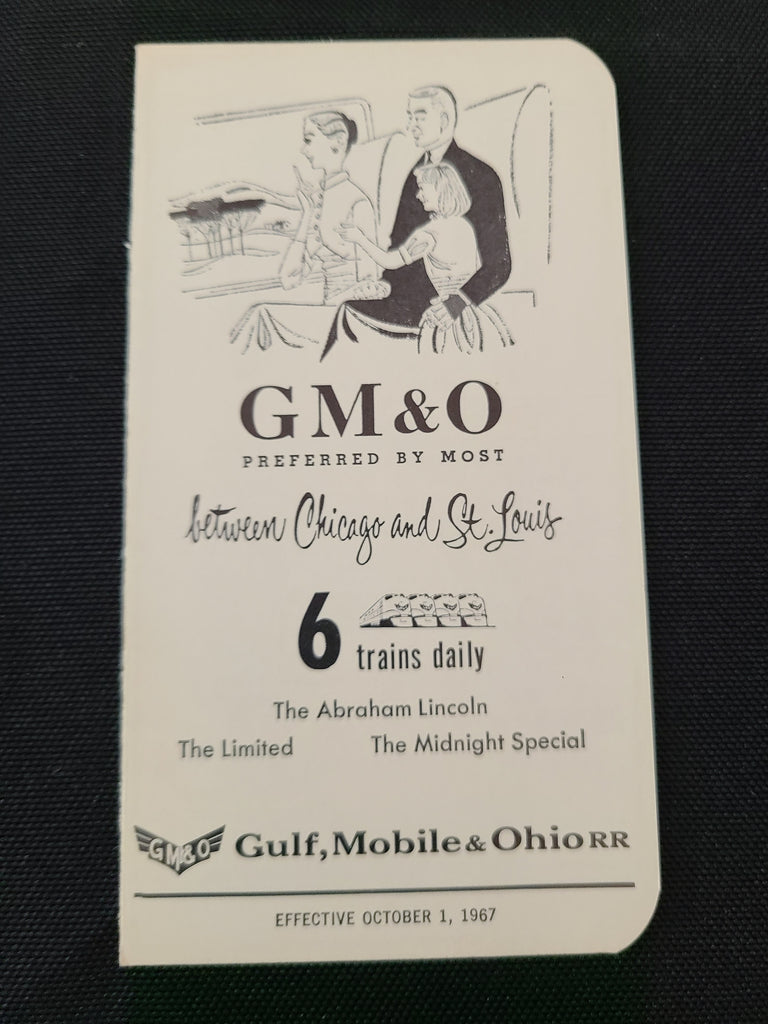 GM&O
PREFERRED BY MOST
between Chicago and St. Louis
6 trains daily
The Abraham Lincoln
The Limited The Midnight Special
GM&O Gulf, Mobile & Ohio RR
EFFECTIVE OCTOBER 1, 1967